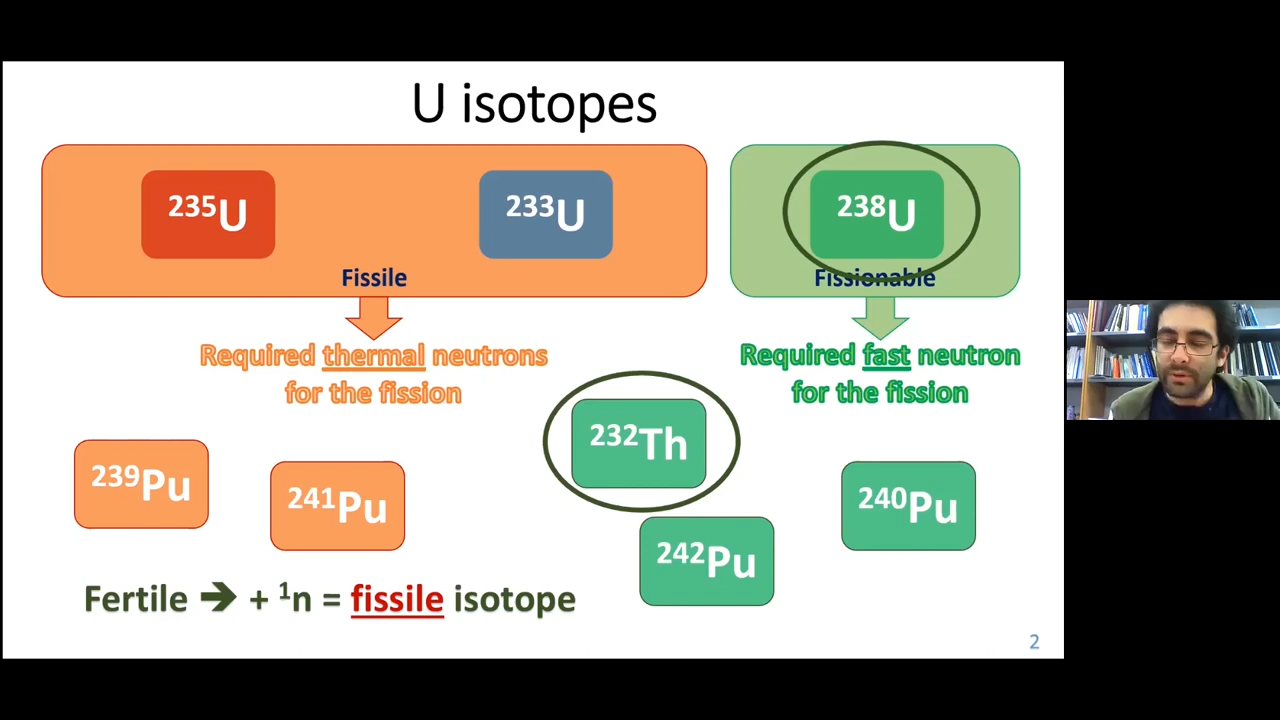 U isotopes
²³⁵U
²³³U
²³⁸U
Fissile
Fissionable
Required thermal neutrons
for the fission
Required fast neutron
for the fission
²³²Th
²³⁹Pu
²⁴¹Pu
²⁴⁰Pu
²⁴²Pu
Fertile ➔ + ¹n = fissile isotope
2